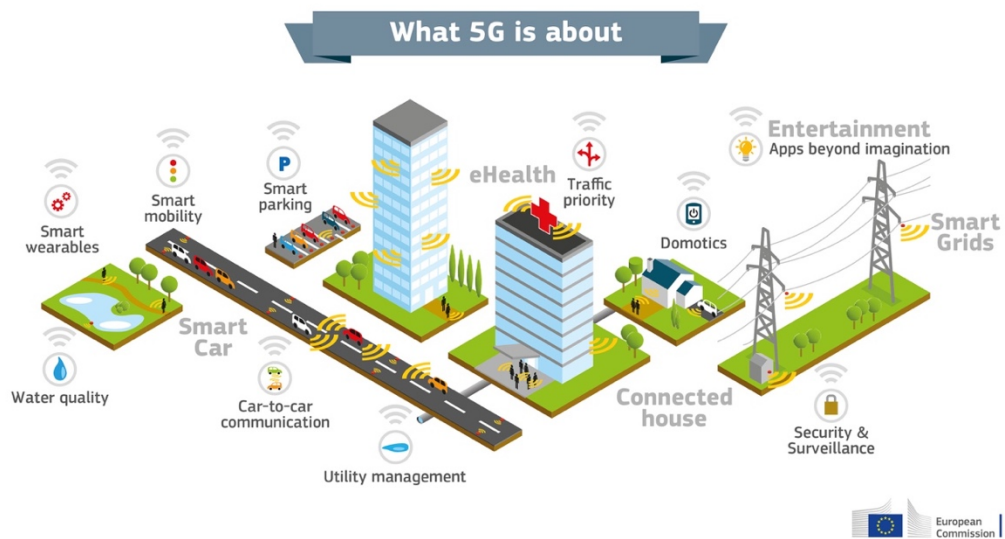 What 5G is about
Entertainment
Apps beyond imagination
Smart
parking
eHealth
Traffic
priority
Smart
mobility
Smart
wearables
Domotics
Smart
Grids
Smart
Car
Water quality
Car-to-car
communication
Connected
house
Security &
Surveillance
Utility management
P
European
Commission